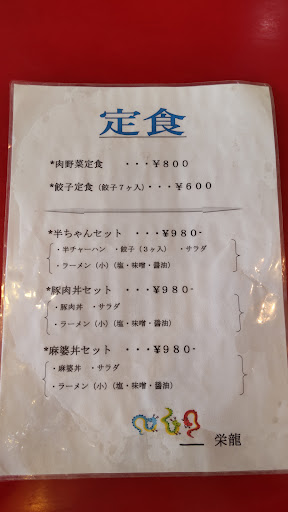 定食
*肉野菜定食 ・・・¥800
*餃子定食(餃子7ヶ入)・・・¥600
*半ちゃんセット ・・・¥980-
・半チャーハン ・餃子(3ヶ入) ・サラダ
・ラーメン(小)(塩・味噌・醤油)
*豚肉丼セット ・・・¥980-
・豚肉丼 ・サラダ
・ラーメン(小)(塩・味噌・醤油)
*麻婆丼セット ・・・¥980-
・麻婆丼 ・サラダ
・ラーメン(小)(塩・味噌・醤油)
栄龍